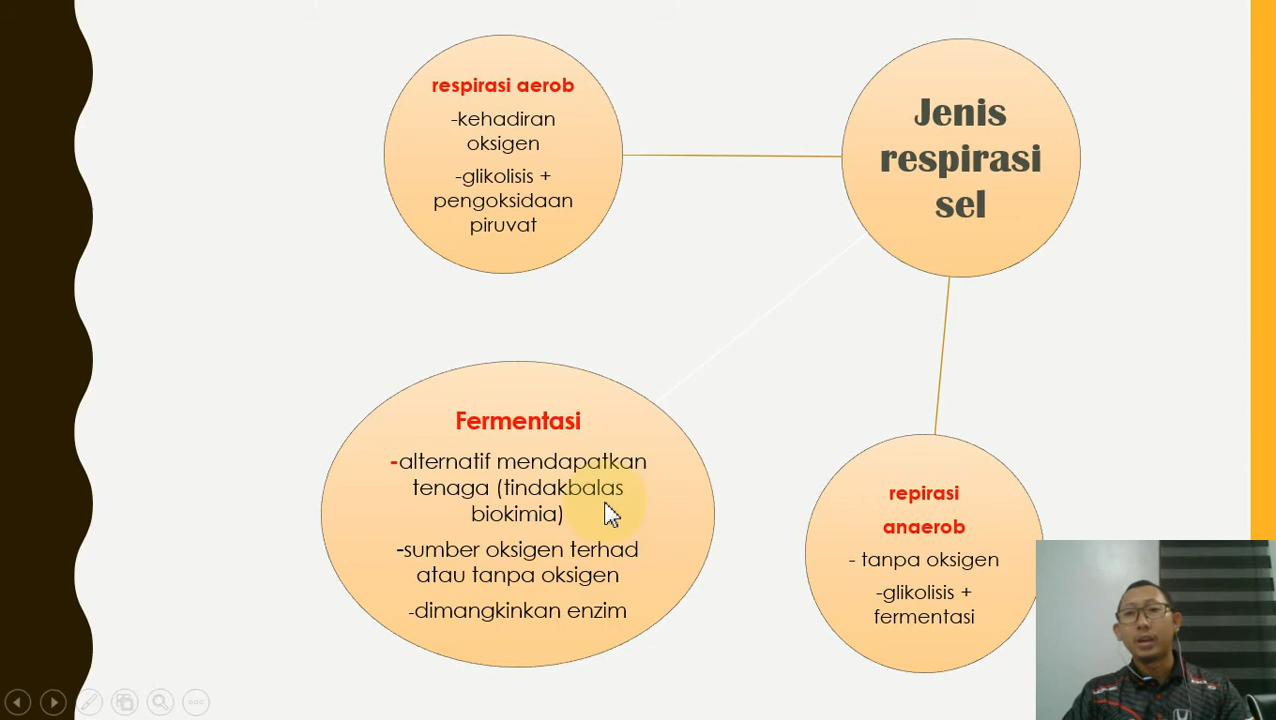 Jenis
respirasi
sel
respirasi aerob
-kehadiran
oksigen
-glikolisis +
pengoksidaan
piruvat
Fermentasi
-alternatif mendapatkan
tenaga (tindakbalas
biokimia)
-sumber oksigen terhad
atau tanpa oksigen
-dimangkinkan enzim
repirasi
anaerob
- tanpa oksigen
-glikolisis +
fermentasi